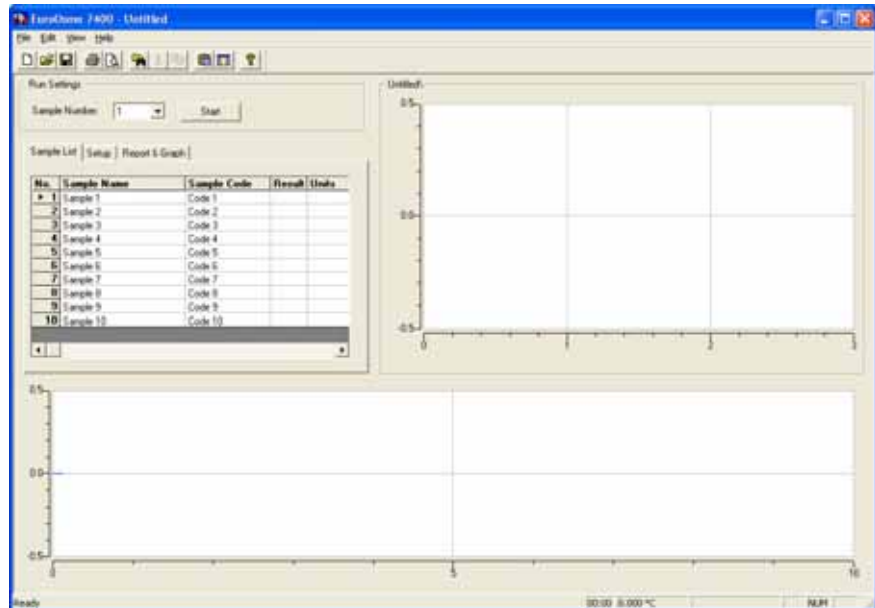 EuroOsmo 7400 - Untitled
File Edit View Help
Run Settings
Sample Number 1 Start
Sample List Setup Report & Graph
No. Sample Name Sample Code Result Units
1 Sample 1 Code 1
2 Sample 2 Code 2
3 Sample 3 Code 3
4 Sample 4 Code 4
5 Sample 5 Code 5
6 Sample 6 Code 6
7 Sample 7 Code 7
8 Sample 8 Code 8
9 Sample 9 Code 9
10 Sample 10 Code 10
Untitled\
0.5
0.0
-0.5
0 1 2 3
0.5
0.0
-0.5
0 5 10
Ready 00:00 0.000 °C NUM